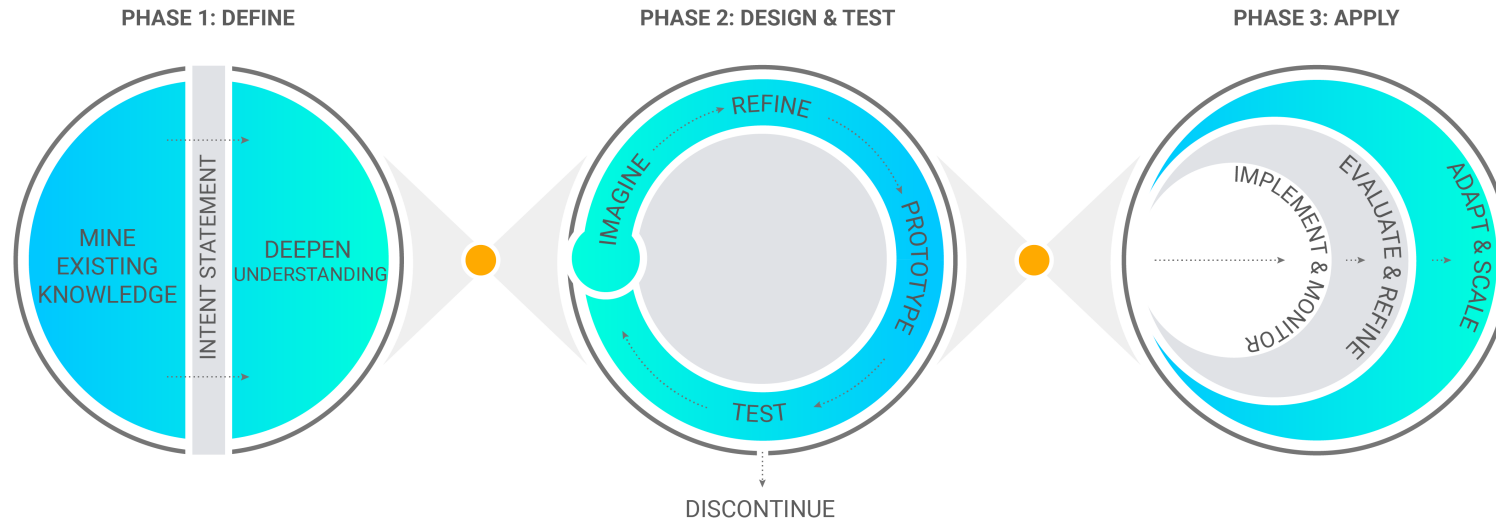 PHASE 1: DEFINE
MINE
EXISTING
KNOWLEDGE
INTENT STATEMENT
DEEPEN
UNDERSTANDING
PHASE 2: DESIGN & TEST
IMAGINE
REFINE
PROTOTYPE
TEST
DISCONTINUE
PHASE 3: APPLY
IMPLEMENT & MONITOR
EVALUATE & REFINE
ADAPT & SCALE